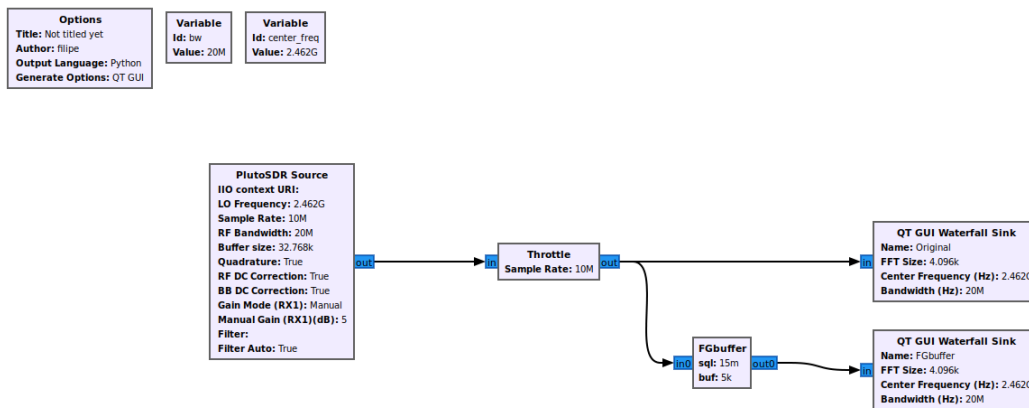 Options
Title: Not titled yet
Author: filipe
Output Language: Python
Generate Options: QT GUI
Variable
Id: bw
Value: 20M
Variable
Id: center_freq
Value: 2.462G
PlutoSDR Source
IIO context URI:
LO Frequency: 2.462G
Sample Rate: 10M
RF Bandwidth: 20M
Buffer size: 32.768k
Quadrature: True
RF DC Correction: True
BB DC Correction: True
Gain Mode (RX1): Manual
Manual Gain (RX1)(dB): 5
Filter:
Filter Auto: True
out
in
Throttle
Sample Rate: 10M
out
in
QT GUI Waterfall Sink
Name: Original
FFT Size: 4.096k
Center Frequency (Hz): 2.462G
Bandwidth (Hz): 20M
in0
FGbuffer
sql: 15m
buf: 5k
out0
in
QT GUI Waterfall Sink
Name: FGbuffer
FFT Size: 4.096k
Center Frequency (Hz): 2.462G
Bandwidth (Hz): 20M